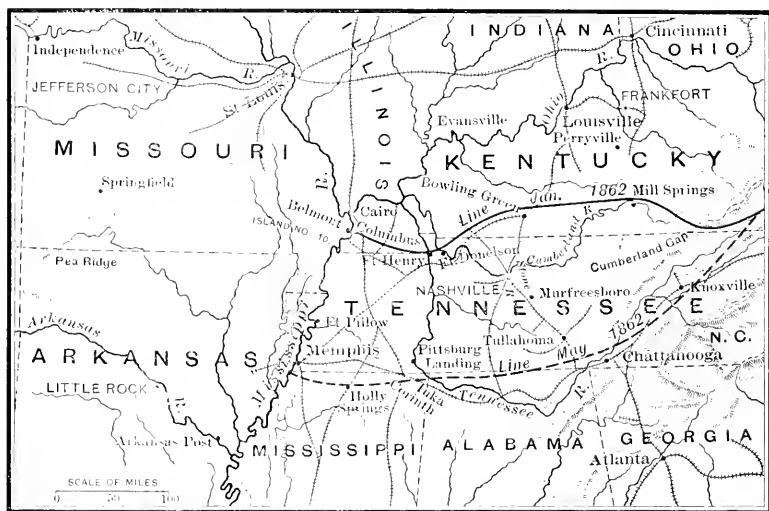 INDIANA
Cincinnati
OHIO
Independence
Missouri R.
JEFFERSON CITY
St. Louis
ILLINOIS
Evansville
Ohio R.
FRANKFORT
Louisville
Perryville
MISSOURI
KENTUCKY
Springfield
Bowling Green
Line Jan. 1862
Mill Springs
Belmont
R.
Cairo
Columbus
ISLAND NO. 10.
Ft Henry
Ft. Donelson
Cumberland R.
Cumberland Gap
Pea Ridge
NASHVILLE
Murfreesboro
Knoxville
TENNESSEE
Arkansas
Mississippi
Ft Pillow
Tullahoma
N.C.
ARKANSAS
Memphis
Pittsburg
Landing
Line May 1862
Chattanooga
LITTLE ROCK
R.
Holly
Springs
Corinth
Iuka
Tennessee R.
Arkansas Post
MISSISSIPPI
ALABAMA
GEORGIA
Atlanta
SCALE OF MILES
0 50 100